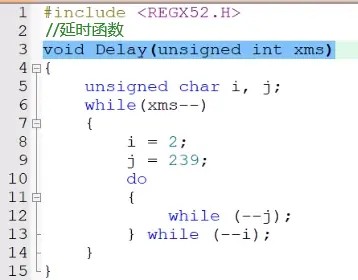 1 #include <REGX52.H>
2 //延时函数
3 void Delay(unsigned int xms)
4 {
5 unsigned char i, j;
6 while(xms--)
7 {
8 i = 2;
9 j = 239;
10 do
11 {
12 while (--j);
13 } while (--i);
14 }
15 }